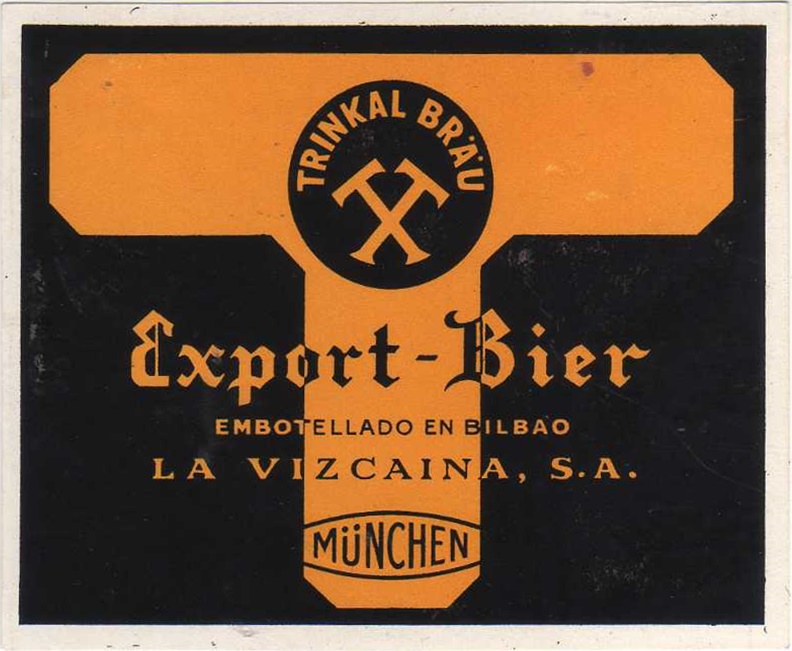 TRINKAL BRÄU
Export-Bier
EMBOTELLADO EN BILBAO
LA VIZCAINA, S.A.
MÜNCHEN